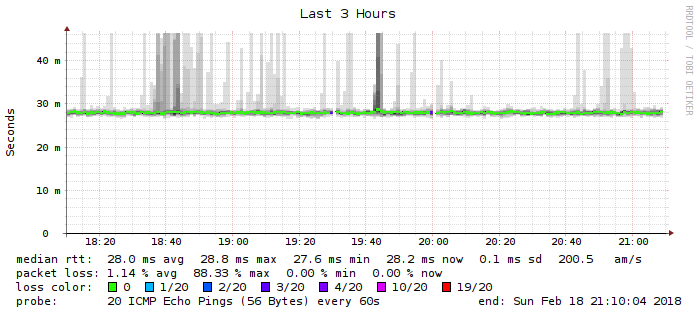 Last 3 Hours
RRDTOOL / TOBI OETIKER
Seconds
40 m
30 m
20 m
10 m
0
18:20 18:40 19:00 19:20 19:40 20:00 20:20 20:40 21:00
median rtt: 28.0 ms avg 28.8 ms max 27.6 ms min 28.2 ms now 0.1 ms sd 200.5 am/s
packet loss: 1.14 % avg 88.33 % max 0.00 % min 0.00 % now
loss color: 0 1/20 2/20 3/20 4/20 10/20 19/20
probe: 20 ICMP Echo Pings (56 Bytes) every 60s end: Sun Feb 18 21:10:04 2018